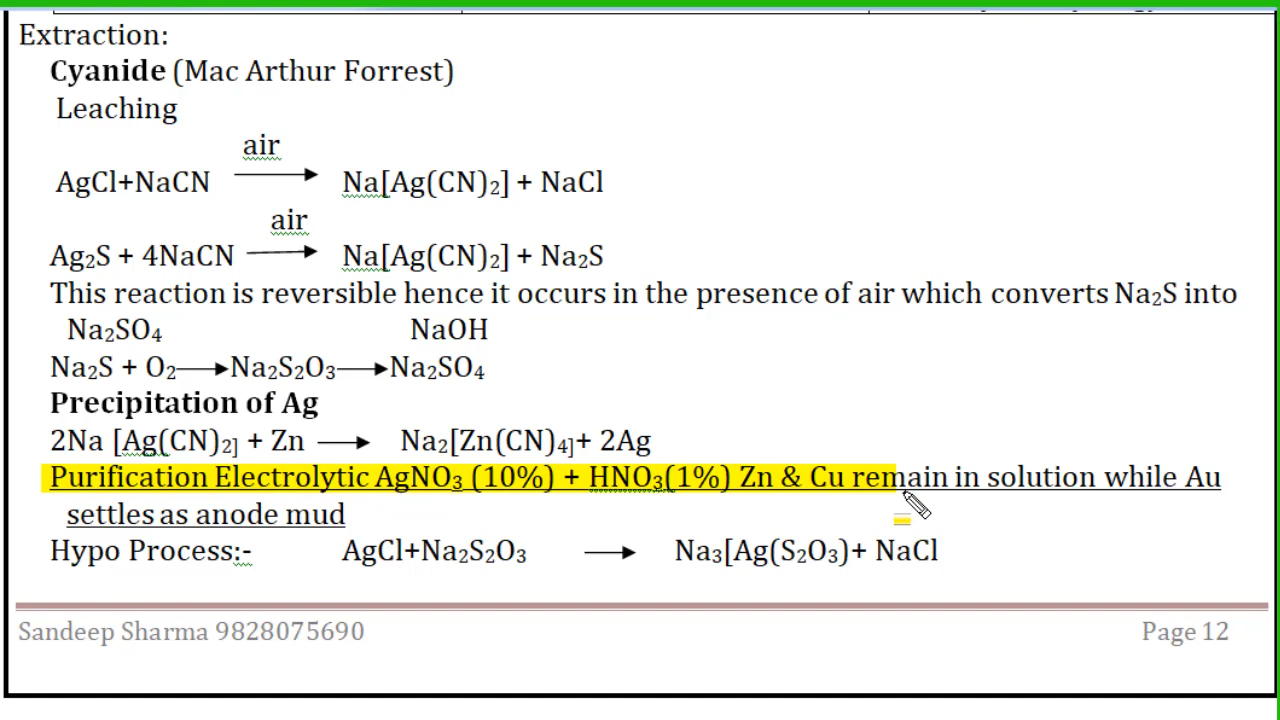 Extraction:
Cyanide (Mac Arthur Forrest)
Leaching
air
AgCl+NaCN ⟶ Na[Ag(CN)₂] + NaCl
air
Ag₂S + 4NaCN ⟶ Na[Ag(CN)₂] + Na₂S
This reaction is reversible hence it occurs in the presence of air which converts Na₂S into
Na₂SO₄ NaOH
Na₂S + O₂⟶Na₂S₂O₃⟶Na₂SO₄
Precipitation of Ag
2Na [Ag(CN)₂] + Zn ⟶ Na₂[Zn(CN)₄]+ 2Ag
Purification Electrolytic AgNO₃ (10%) + HNO₃(1%) Zn & Cu remain in solution while Au
settles as anode mud
Hypo Process:- AgCl+Na₂S₂O₃ ⟶ Na₃[Ag(S₂O₃)+ NaCl
Sandeep Sharma 9828075690 Page 12